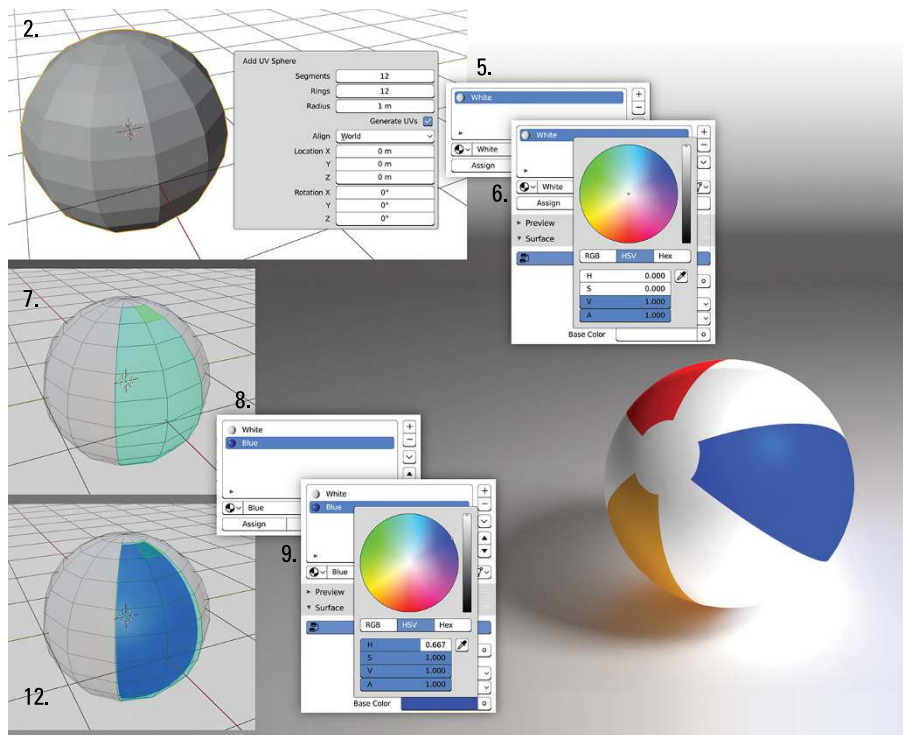 2.
Add UV Sphere
Segments 12
Rings 12
Radius 1 m
Generate UVs
Align World
Location X 0 m
Y 0 m
Z 0 m
Rotation X 0°
Y 0°
Z 0°
5.
White
White
Assign
6.
White
White
Assign
Preview
Surface
RGB HSV Hex
H 0.000
S 0.000
V 1.000
A 1.000
Base Color
7.
8.
White
Blue
Blue
Assign
9.
White
Blue
Blue
Preview
Surface
RGB HSV Hex
H 0.667
S 1.000
V 1.000
A 1.000
Base Color
12.